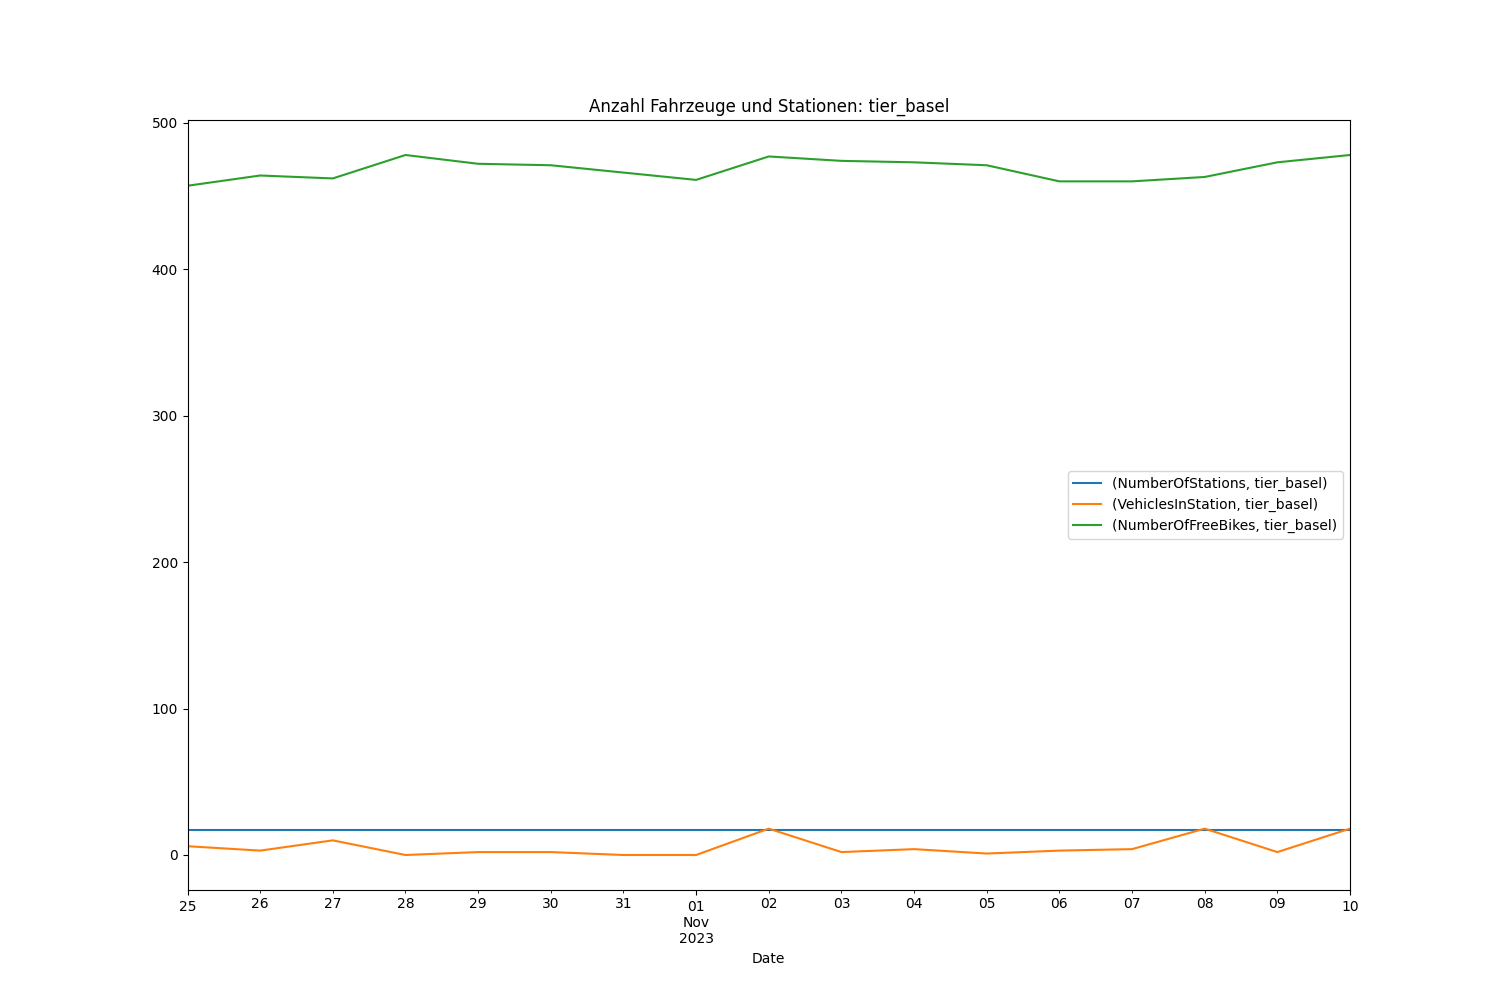 Anzahl Fahrzeuge und Stationen: tier_basel
500
400
300
200
100
0
(NumberOfStations, tier_basel)
(VehiclesInStation, tier_basel)
(NumberOfFreeBikes, tier_basel)
25 26 27 28 29 30 31 01 02 03 04 05 06 07 08 09 10
Nov
2023
Date